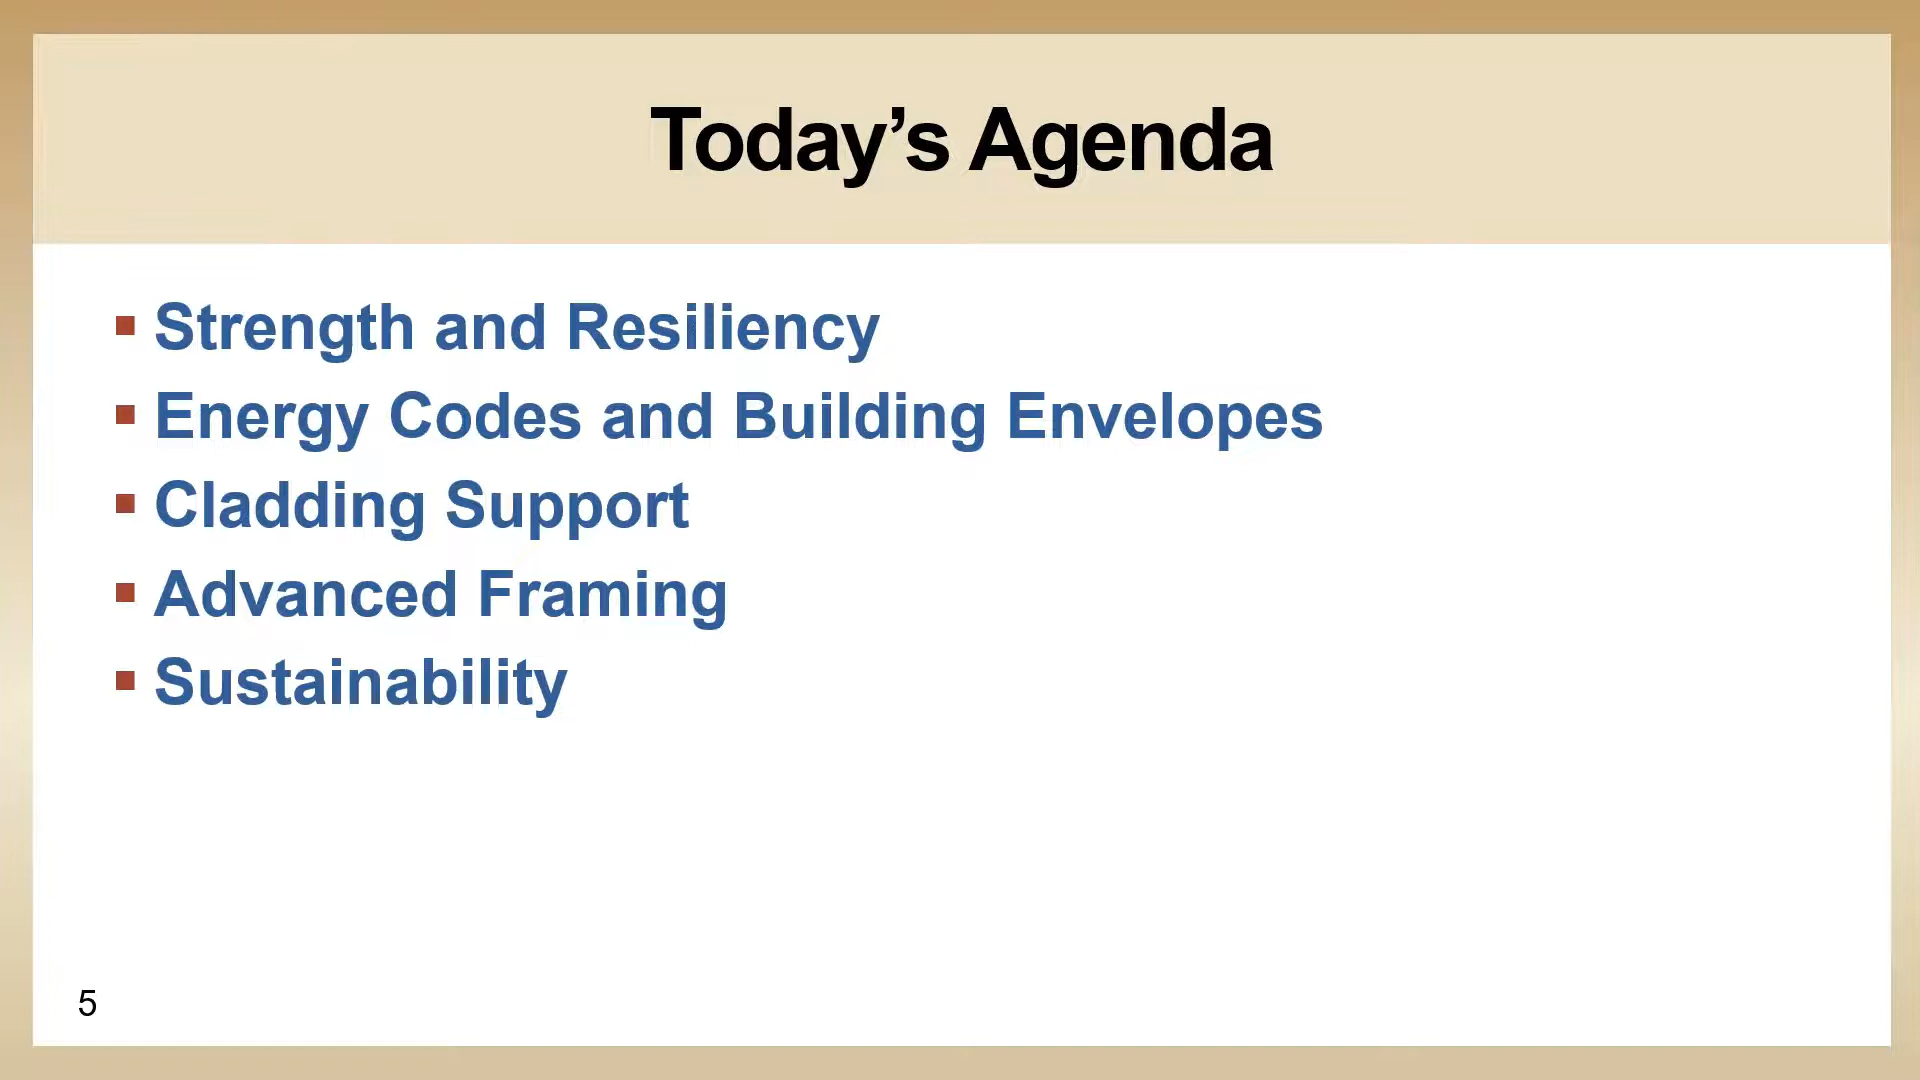 Today’s Agenda
▪ Strength and Resiliency
▪ Energy Codes and Building Envelopes
▪ Cladding Support
▪ Advanced Framing
▪ Sustainability
5